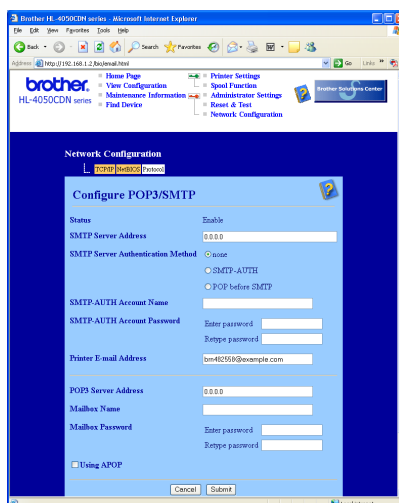 Brother HL-4050CDN series - Microsoft Internet Explorer
File Edit View Favorites Tools Help
Back Search Favorites
Address http://192.168.1.2/bio/email.html Go Links »
brother.
HL-4050CDN series
Home Page
View Configuration
Maintenance Information
Find Device
Printer Settings
Spool Function
Administrator Settings
Reset & Test
Network Configuration
Brother Solutions Center
Network Configuration
TCP/IP NetBIOS Protocol
Configure POP3/SMTP
Status Enable
SMTP Server Address 0.0.0.0
SMTP Server Authentication Method none
SMTP-AUTH
POP before SMTP
SMTP-AUTH Account Name
SMTP-AUTH Account Password Enter password
Retype password
Printer E-mail Address brn482558@example.com
POP3 Server Address 0.0.0.0
Mailbox Name
Mailbox Password Enter password
Retype password
Using APOP
Cancel Submit